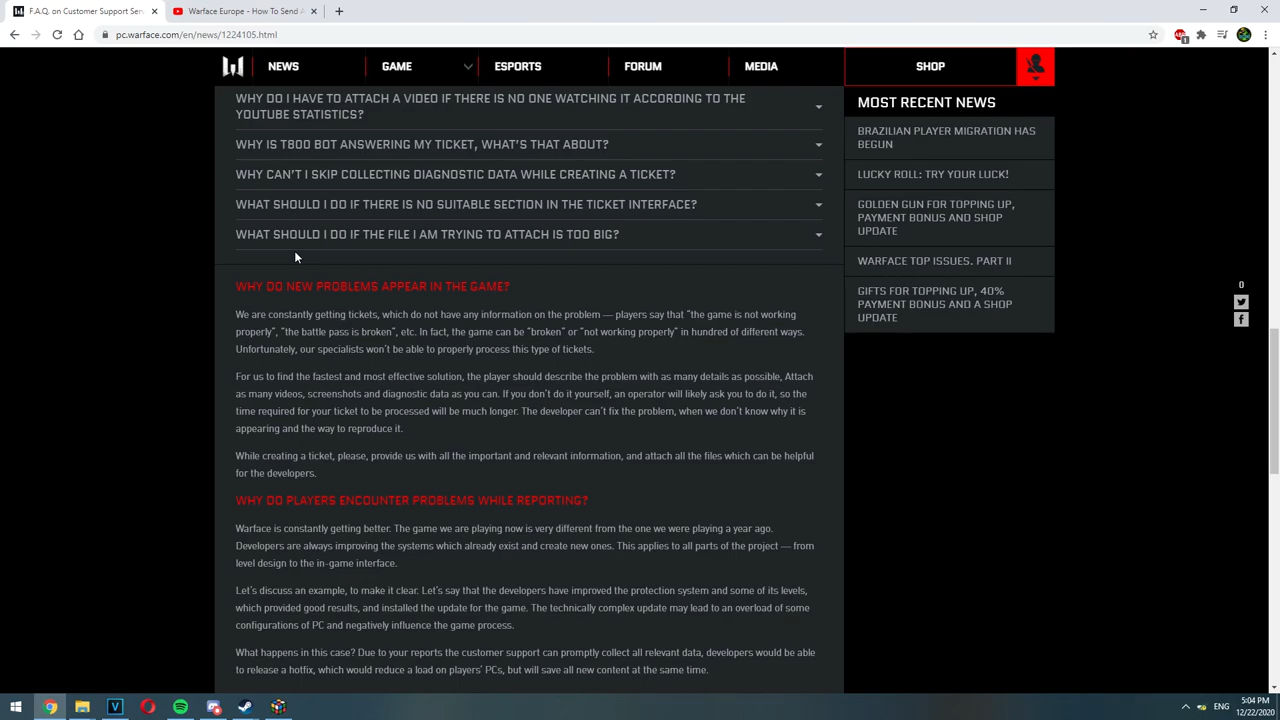 F.A.Q. on Customer Support Ser
Warface Europe - How To Send A
pc.warface.com/en/news/1224105.html
1
NEWS
GAME
ESPORTS
FORUM
MEDIA
SHOP
WHY DO I HAVE TO ATTACH A VIDEO IF THERE IS NO ONE WATCHING IT ACCORDING TO THE
YOUTUBE STATISTICS?
WHY IS T800 BOT ANSWERING MY TICKET, WHAT'S THAT ABOUT?
WHY CAN'T I SKIP COLLECTING DIAGNOSTIC DATA WHILE CREATING A TICKET?
WHAT SHOULD I DO IF THERE IS NO SUITABLE SECTION IN THE TICKET INTERFACE?
WHAT SHOULD I DO IF THE FILE I AM TRYING TO ATTACH IS TOO BIG?
WHY DO NEW PROBLEMS APPEAR IN THE GAME?
We are constantly getting tickets, which do not have any information on the problem — players say that “the game is not working
properly”, “the battle pass is broken”, etc. In fact, the game can be “broken” or “not working properly” in hundred of different ways.
Unfortunately, our specialists won't be able to properly process this type of tickets.
For us to find the fastest and most effective solution, the player should describe the problem with as many details as possible, Attach
as many videos, screenshots and diagnostic data as you can. If you don't do it yourself, an operator will likely ask you to do it, so the
time required for your ticket to be processed will be much longer. The developer can't fix the problem, when we don't know why it is
appearing and the way to reproduce it.
While creating a ticket, please, provide us with all the important and relevant information, and attach all the files which can be helpful
for the developers.
WHY DO PLAYERS ENCOUNTER PROBLEMS WHILE REPORTING?
Warface is constantly getting better. The game we are playing now is very different from the one we were playing a year ago.
Developers are always improving the systems which already exist and create new ones. This applies to all parts of the project — from
level design to the in-game interface.
Let's discuss an example, to make it clear. Let's say that the developers have improved the protection system and some of its levels,
which provided good results, and installed the update for the game. The technically complex update may lead to an overload of some
configurations of PC and negatively influence the game process.
What happens in this case? Due to your reports the customer support can promptly collect all relevant data, developers would be able
to release a hotfix, which would reduce a load on players' PCs, but will save all new content at the same time.
MOST RECENT NEWS
BRAZILIAN PLAYER MIGRATION HAS
BEGUN
LUCKY ROLL: TRY YOUR LUCK!
GOLDEN GUN FOR TOPPING UP,
PAYMENT BONUS AND SHOP
UPDATE
WARFACE TOP ISSUES. PART II
GIFTS FOR TOPPING UP, 40%
PAYMENT BONUS AND A SHOP
UPDATE
0
ENG
5:04 PM
12/22/2020